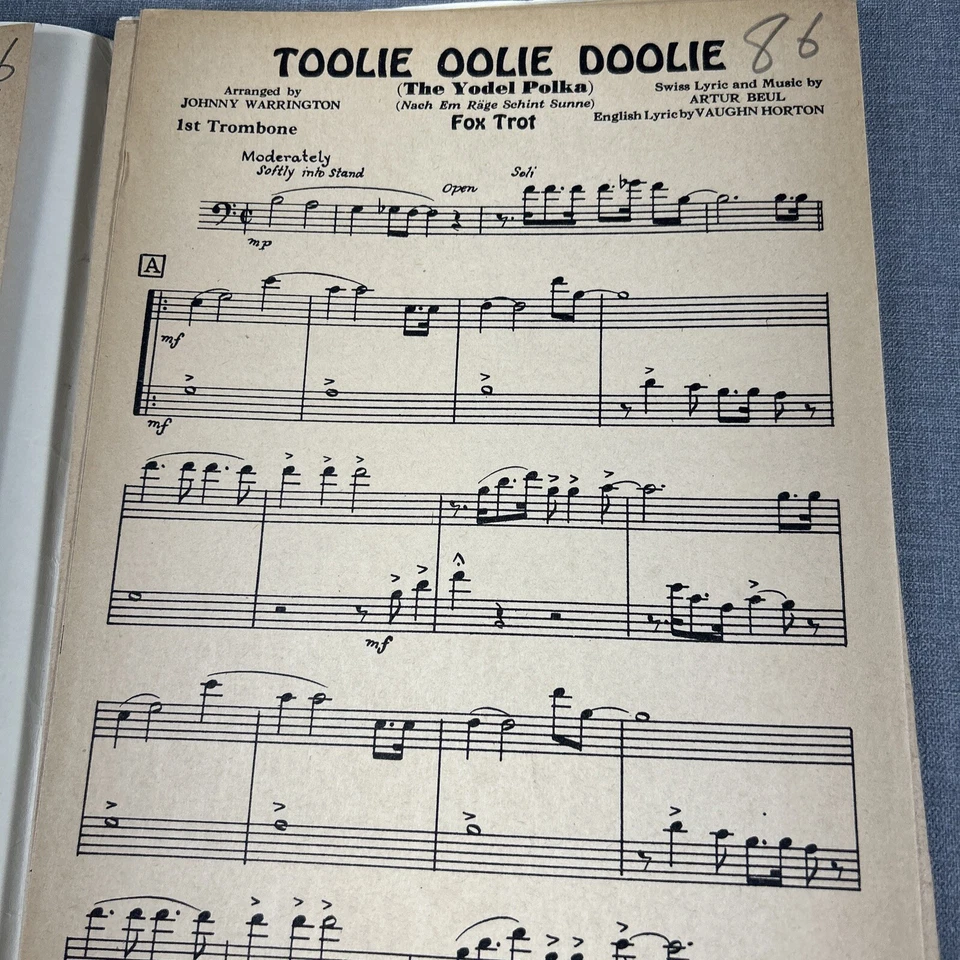 6
86
TOOLIE OOLIE DOOLIE
(The Yodel Polka)
(Nach Em Räge Schint Sunne)
Fox Trot
Arranged by
JOHNNY WARRINGTON
Swiss Lyric and Music by
ARTUR BEUL
English Lyric by VAUGHN HORTON
1st Trombone
Moderately
Softly into Stand
Open
Soli
mp
A
mf
mf
mf